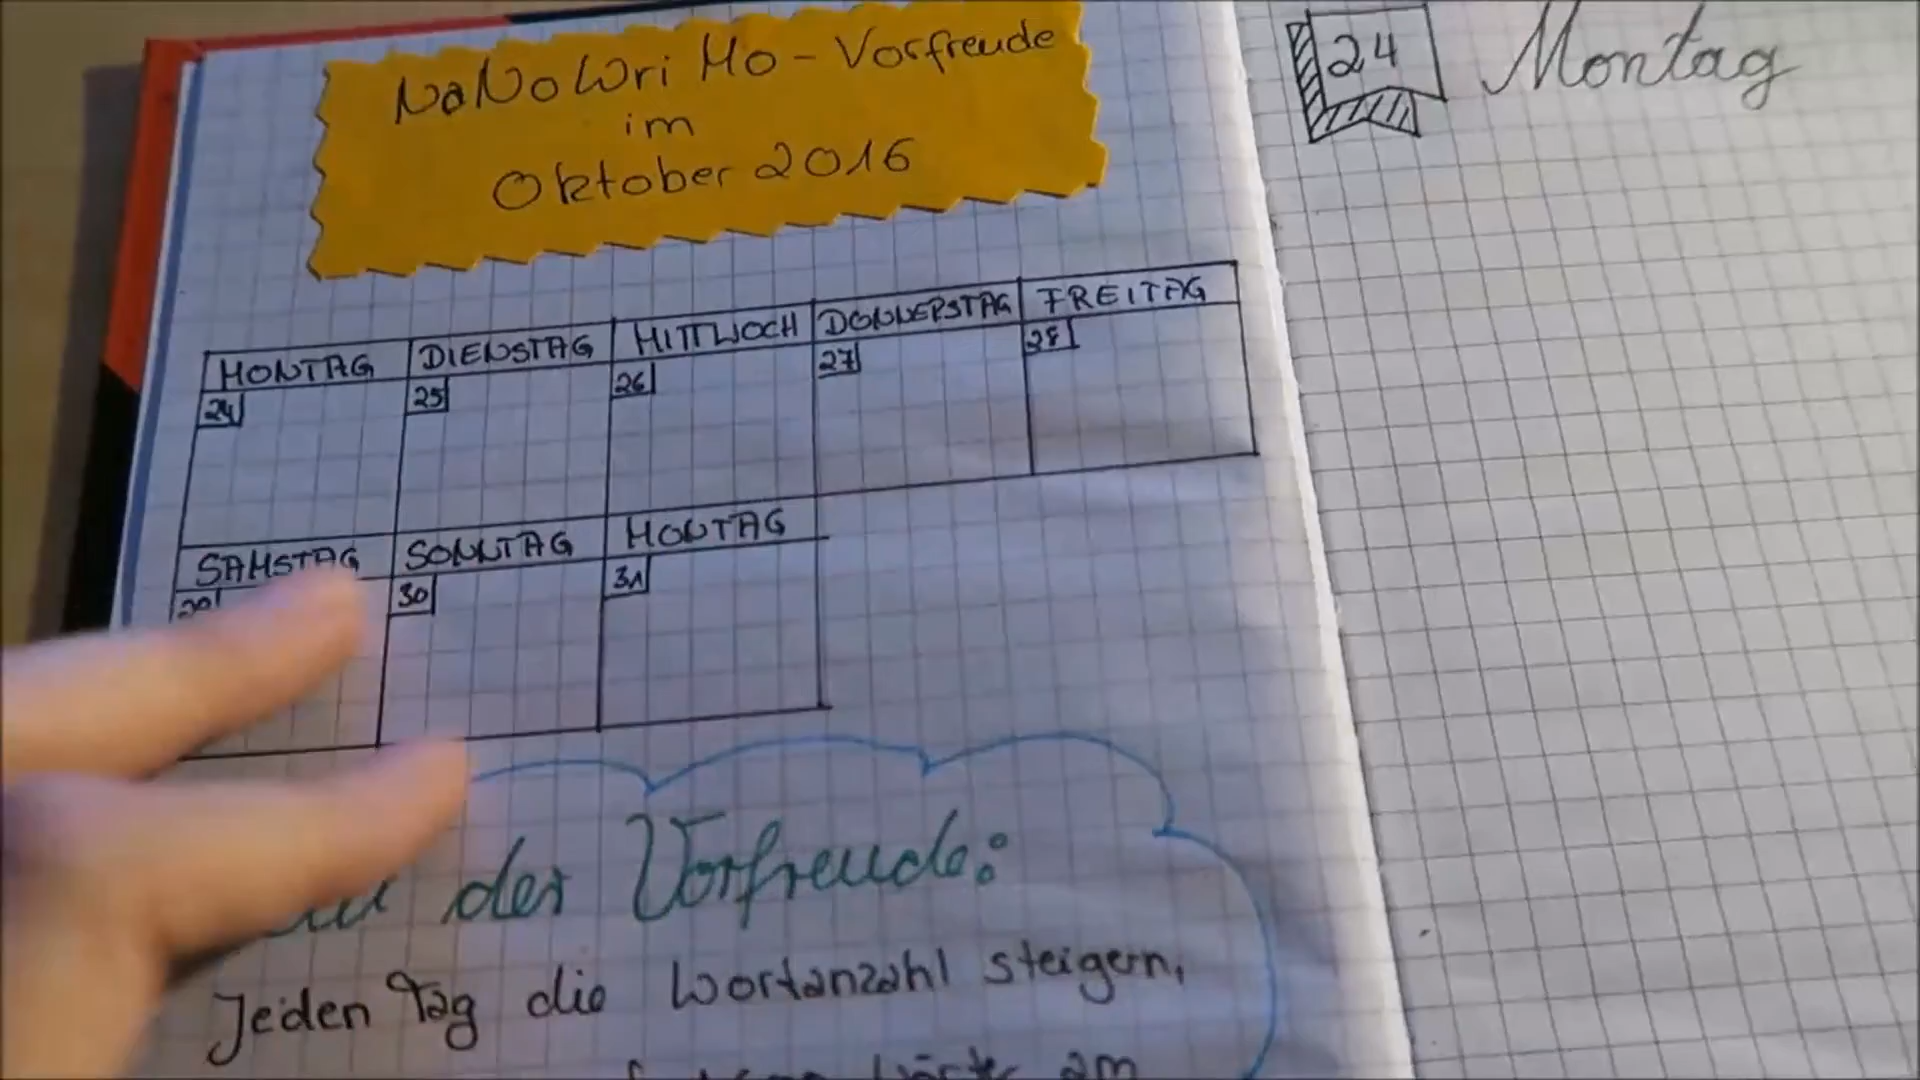 NaNoWriMo - Vorfreude
im
Oktober 2016
MONTAG DIENSTAG MITTWOCH DONNERSTAG FREITAG
24 25 26 27 28
SAMSTAG SONNTAG MONTAG
30 31
der Vorfreude:
Jeden Tag die Wortanzahl steigern,
am
24 Montag